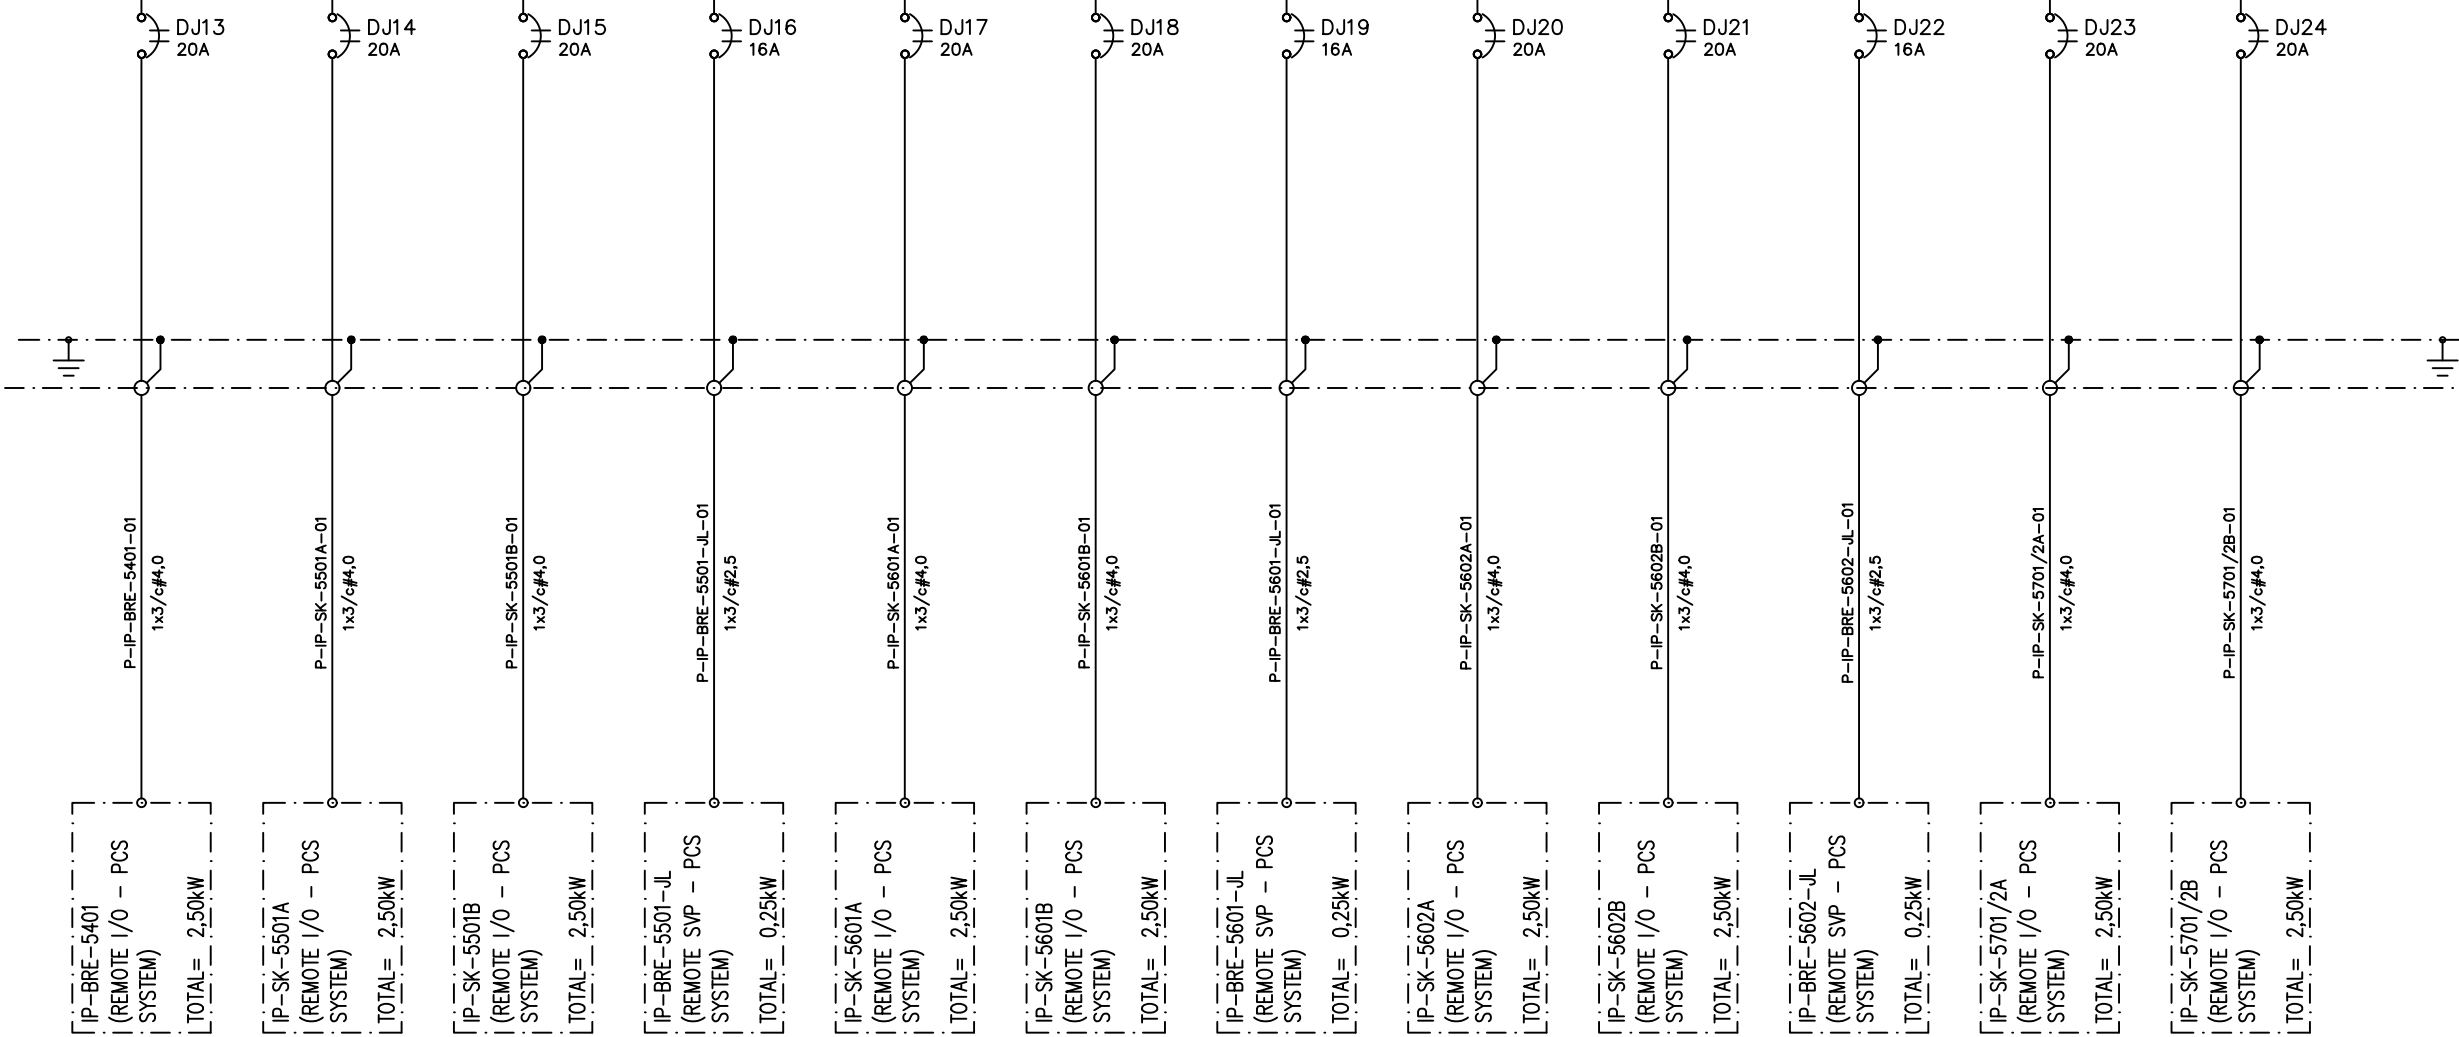 DJ13
20A
DJ14
20A
DJ15
20A
DJ16
16A
DJ17
20A
DJ18
20A
DJ19
16A
DJ20
20A
DJ21
20A
DJ22
16A
DJ23
20A
DJ24
20A
P-IP-BRE-5401-01
1x3/c#4,0
P-IP-SK-5501A-01
1x3/c#4,0
P-IP-SK-5501B-01
1x3/c#4,0
P-IP-BRE-5501-JL-01
1x3/c#2,5
P-IP-SK-5601A-01
1x3/c#4,0
P-IP-SK-5601B-01
1x3/c#4,0
P-IP-BRE-5601-JL-01
1x3/c#2,5
P-IP-SK-5602A-01
1x3/c#4,0
P-IP-SK-5602B-01
1x3/c#4,0
P-IP-BRE-5602-JL-01
1x3/c#2,5
P-IP-SK-5701/2A-01
1x3/c#4,0
P-IP-SK-5701/2B-01
1x3/c#4,0
IP-BRE-5401
(REMOTE I/O - PCS
SYSTEM)
TOTAL= 2,50kW
IP-SK-5501A
(REMOTE I/O - PCS
SYSTEM)
TOTAL= 2,50kW
IP-SK-5501B
(REMOTE I/O - PCS
SYSTEM)
TOTAL= 2,50kW
IP-BRE-5501-JL
(REMOTE SVP - PCS
SYSTEM)
TOTAL= 0,25kW
IP-SK-5601A
(REMOTE I/O - PCS
SYSTEM)
TOTAL= 2,50kW
IP-SK-5601B
(REMOTE I/O - PCS
SYSTEM)
TOTAL= 2,50kW
IP-BRE-5601-JL
(REMOTE SVP - PCS
SYSTEM)
TOTAL= 0,25kW
IP-SK-5602A
(REMOTE I/O - PCS
SYSTEM)
TOTAL= 2,50kW
IP-SK-5602B
(REMOTE I/O - PCS
SYSTEM)
TOTAL= 2,50kW
IP-BRE-5602-JL
(REMOTE SVP - PCS
SYSTEM)
TOTAL= 0,25kW
IP-SK-5701/2A
(REMOTE I/O - PCS
SYSTEM)
TOTAL= 2,50kW
IP-SK-5701/2B
(REMOTE I/O - PCS
SYSTEM)
TOTAL= 2,50kW